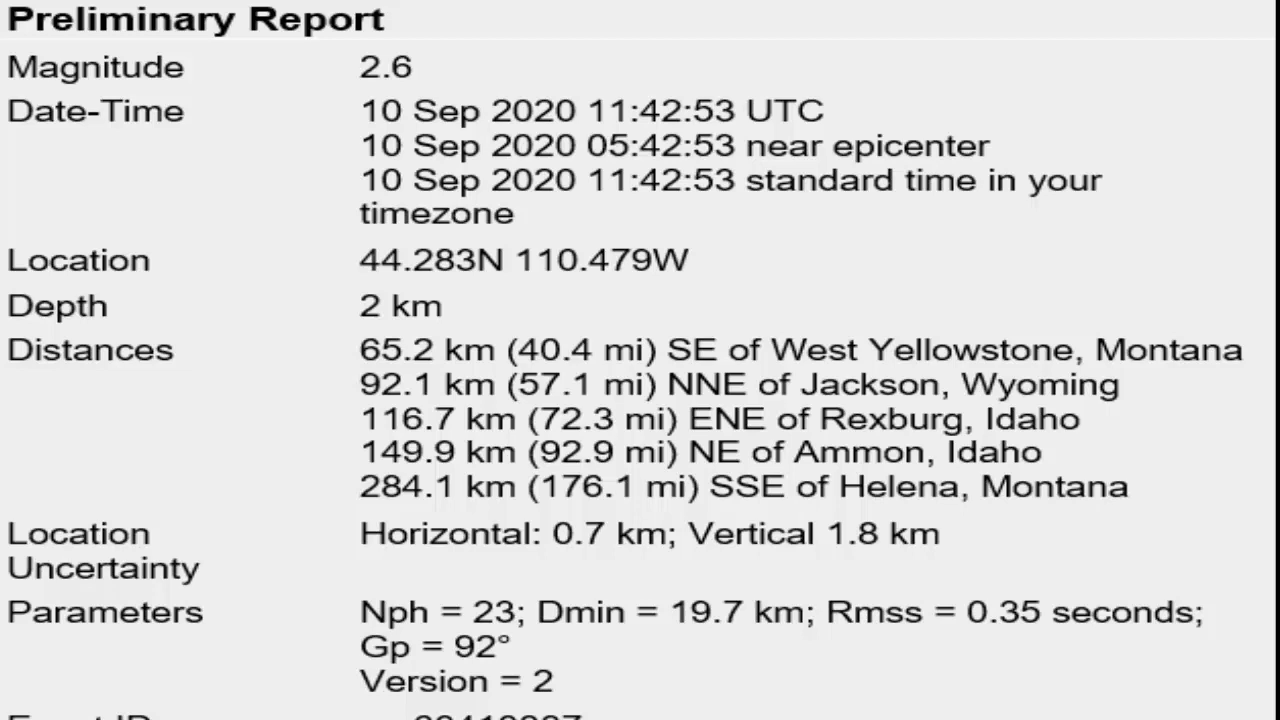 Preliminary Report
Magnitude 2.6
Date-Time 10 Sep 2020 11:42:53 UTC
10 Sep 2020 05:42:53 near epicenter
10 Sep 2020 11:42:53 standard time in your
timezone
Location 44.283N 110.479W
Depth 2 km
Distances 65.2 km (40.4 mi) SE of West Yellowstone, Montana
92.1 km (57.1 mi) NNE of Jackson, Wyoming
116.7 km (72.3 mi) ENE of Rexburg, Idaho
149.9 km (92.9 mi) NE of Ammon, Idaho
284.1 km (176.1 mi) SSE of Helena, Montana
Location Horizontal: 0.7 km; Vertical 1.8 km
Uncertainty
Parameters Nph = 23; Dmin = 19.7 km; Rmss = 0.35 seconds;
Gp = 92°
Version = 2
Event ID